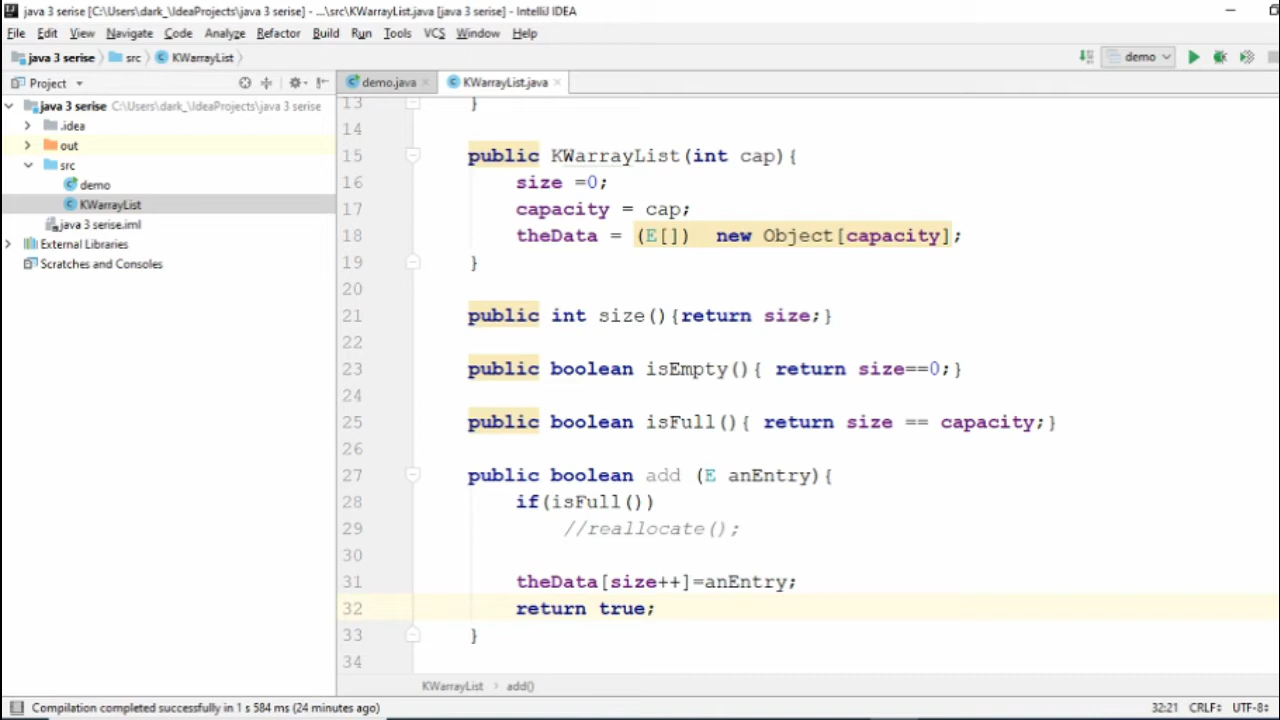 java 3 serise [C:\Users\dark_\IdeaProjects\java 3 serise] - ...\src\KWarrayList.java [java 3 serise] - IntelliJ IDEA
File Edit View Navigate Code Analyze Refactor Build Run Tools VCS Window Help
java 3 serise src KWarrayList demo
Project demo.java KWarrayList.java
java 3 serise C:\Users\dark_\IdeaProjects\java 3 serise
.idea
out
src
demo
KWarrayList
java 3 serise.iml
External Libraries
Scratches and Consoles
13 }
14
15 public KWarrayList(int cap){
16 size =0;
17 capacity = cap;
18 theData = (E[])  new Object[capacity];
19 }
20
21 public int size(){return size;}
22
23 public boolean isEmpty(){ return size==0;}
24
25 public boolean isFull(){ return size == capacity;}
26
27 public boolean add (E anEntry){
28 if(isFull())
29 //reallocate();
30
31 theData[size++]=anEntry;
32 return true;
33 }
34
KWarrayList add()
Compilation completed successfully in 1 s 584 ms (24 minutes ago) 32:21 CRLF UTF-8